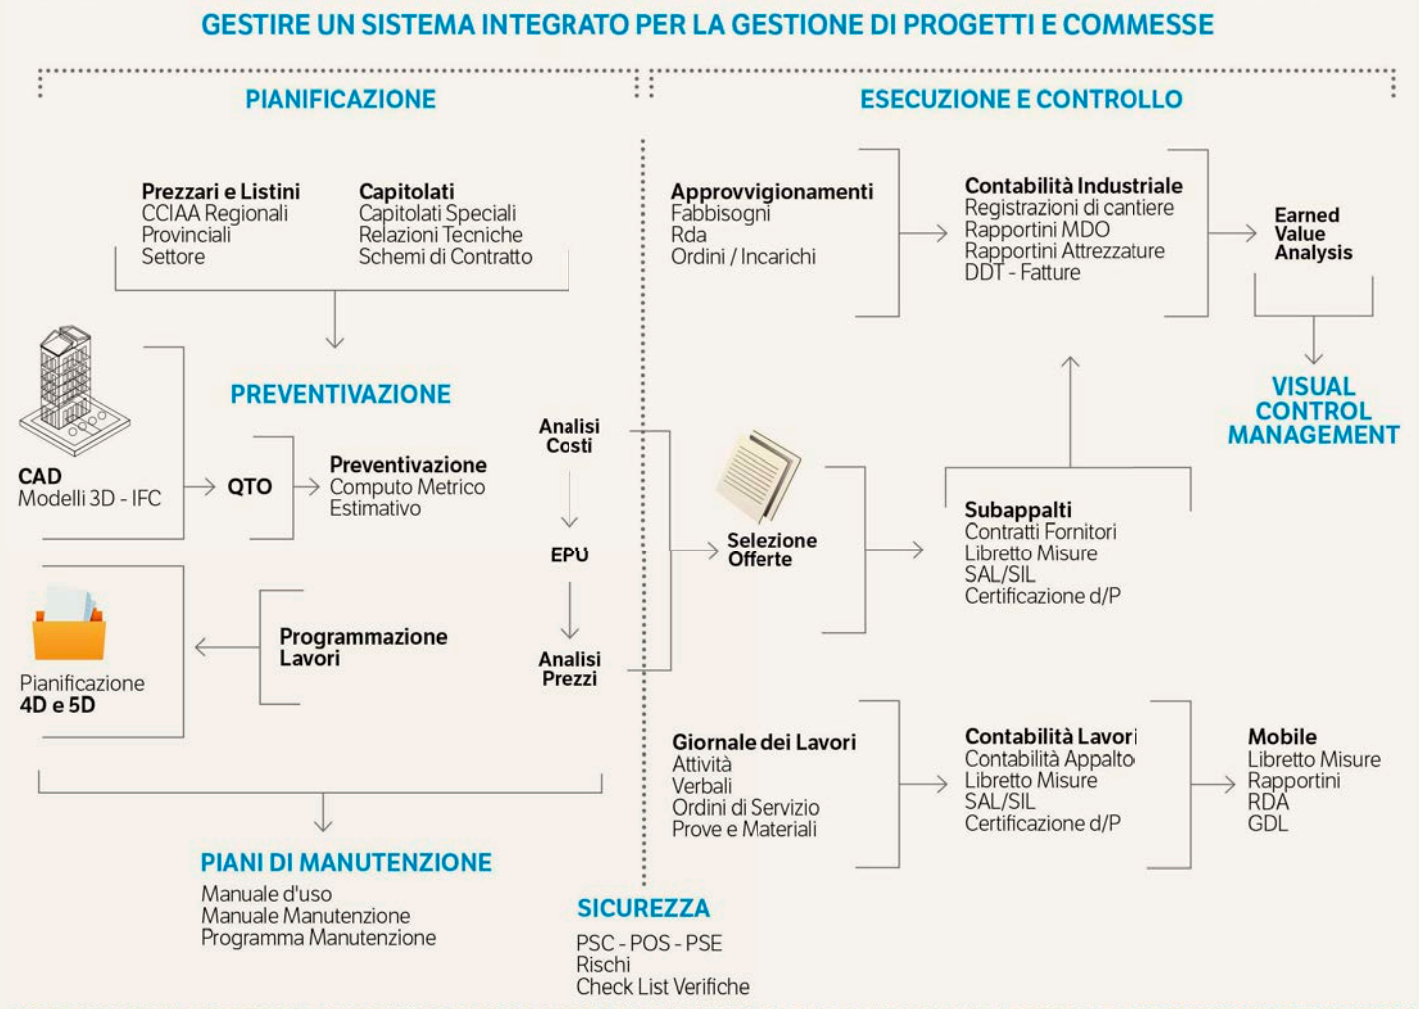 GESTIRE UN SISTEMA INTEGRATO PER LA GESTIONE DI PROGETTI E COMMESSE
PIANIFICAZIONE
Prezzari e Listini
CCIAA Regionali
Provinciali
Settore
Capitolati
Capitolati Speciali
Relazioni Tecniche
Schemi di Contratto
PREVENTIVAZIONE
CAD
Modelli 3D - IFC
QTO
Preventivazione
Computo Metrico
Estimativo
Analisi
Costi
EPU
Analisi
Prezzi
Programmazione
Lavori
Pianificazione
4D e 5D
PIANI DI MANUTENZIONE
Manuale d'uso
Manuale Manutenzione
Programma Manutenzione
SICUREZZA
PSC - POS - PSE
Rischi
Check List Verifiche
ESECUZIONE E CONTROLLO
Approvvigionamenti
Fabbisogni
Rda
Ordini / Incarichi
Contabilità Industriale
Registrazioni di cantiere
Rapportini MDO
Rapportini Attrezzature
DDT - Fatture
Earned
Value
Analysis
VISUAL
CONTROL
MANAGEMENT
Selezione
Offerte
Subappalti
Contratti Fornitori
Libretto Misure
SAL/SIL
Certificazione d/P
Giornale dei Lavori
Attività
Verbali
Ordini di Servizio
Prove e Materiali
Contabilità Lavori
Contabilità Appalto
Libretto Misure
SAL/SIL
Certificazione d/P
Mobile
Libretto Misure
Rapportini
RDA
GDL